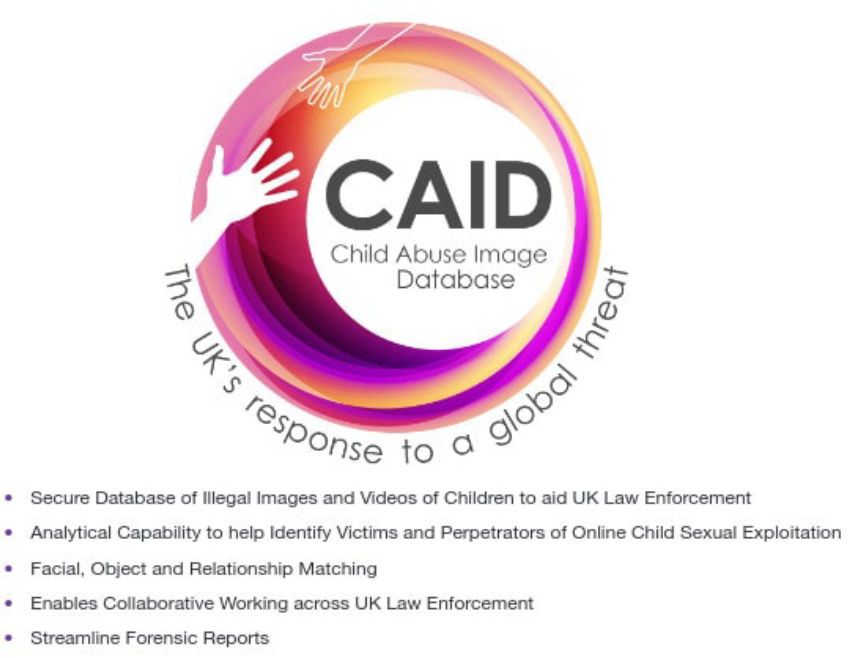 CAID
Child Abuse Image
Database
The UK's response to a global threat
• Secure Database of Illegal Images and Videos of Children to aid UK Law Enforcement
• Analytical Capability to help Identify Victims and Perpetrators of Online Child Sexual Exploitation
• Facial, Object and Relationship Matching
• Enables Collaborative Working across UK Law Enforcement
• Streamline Forensic Reports